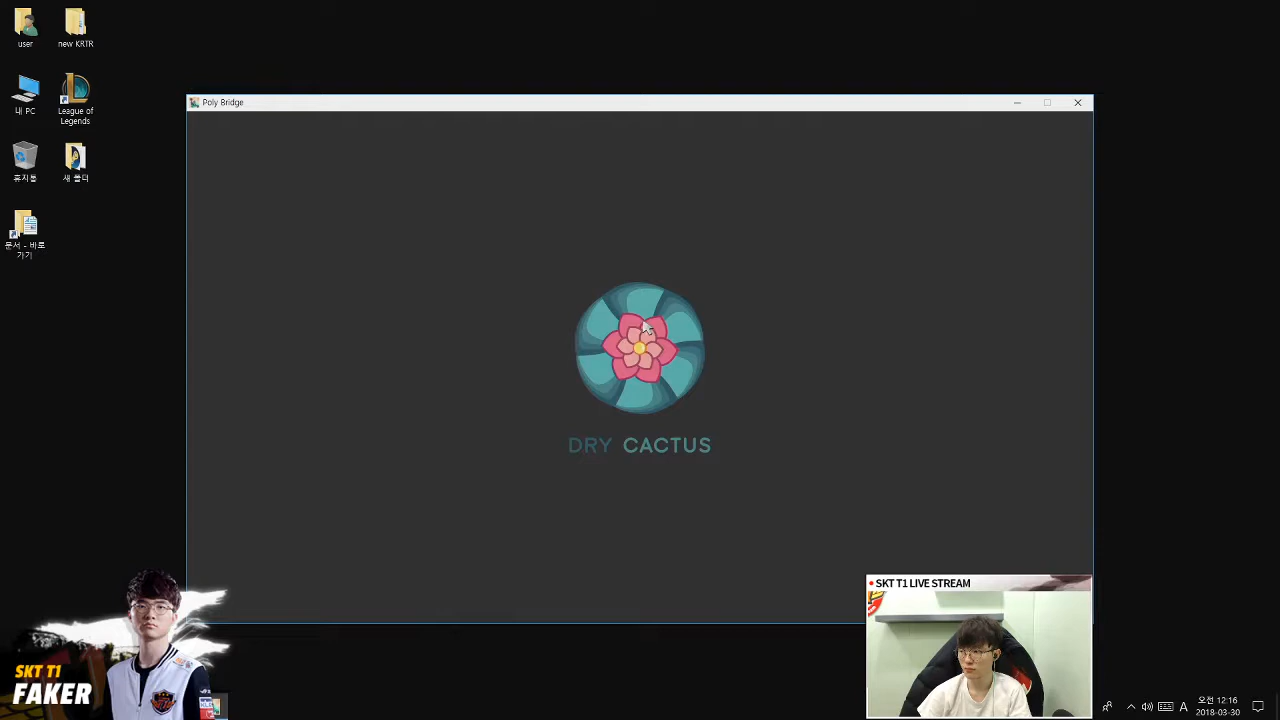 user
new KRTR
내 PC
League of
Legends
휴지통
새 폴더
문서 - 바로
가기
Poly Bridge
DRY CACTUS
SKT T1
FAKER
SKT T1 LIVE STREAM
A
오전 12:16
2018-03-30